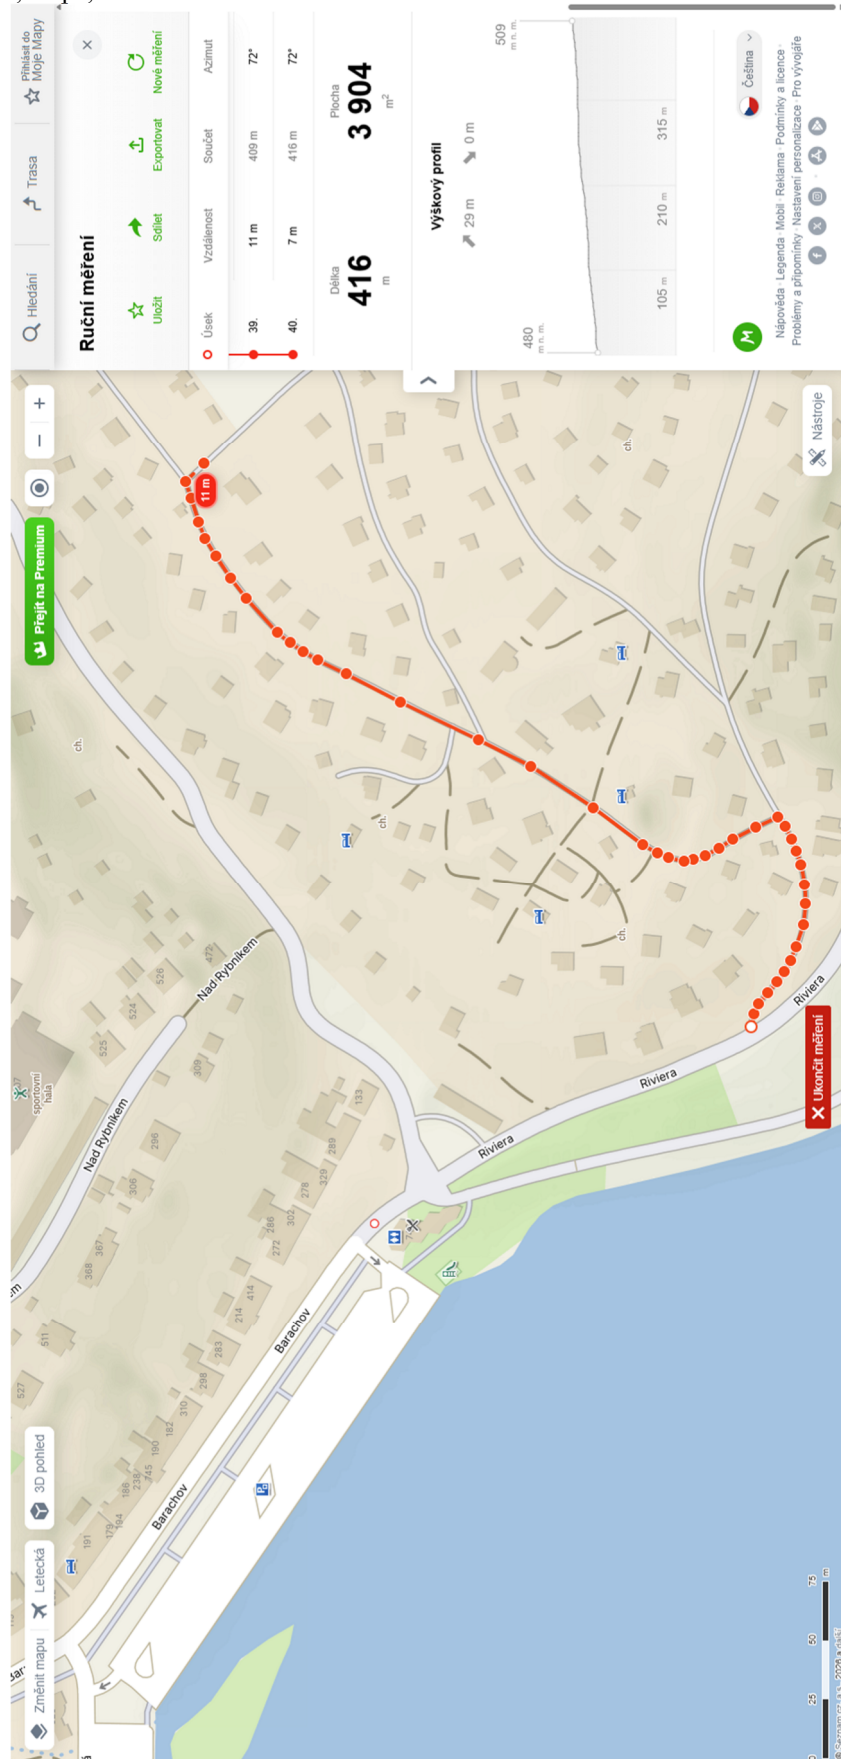 Změnit mapu
Letecká
3D pohled
Přejít na Premium
Hledání
Trasa
Přihlásit do
Moje Mapy
Ruční měření
Uložit
Sdílet
Exportovat
Nové měření
Úsek Vzdálenost Součet Azimut
39. 11 m 409 m 72°
40. 7 m 416 m 72°
Délka
416
m
Plocha
3 904
m²
Výškový profil
29 m
0 m
480
m n. m.
509
m n. m.
105 m
210 m
315 m
Čeština
Nápověda · Legenda · Mobil · Reklama · Podmínky a licence ·
Problémy a připomínky · Nastavení personalizace · Pro vývojáře
11 m
Nad Rybníkem
Nad Rybníkem
sportovní
hala
Barachov
Barachov
Riviera
Riviera
Riviera
ch.
ch.
ch.
ch.
527
511
368
367
306
296
525
524
526
472
309
133
289
329
278
302
286
272
414
214
283
298
310
182
190
745
238
186
194
179
191
Ukončit měření
Nástroje
25
50
75
m